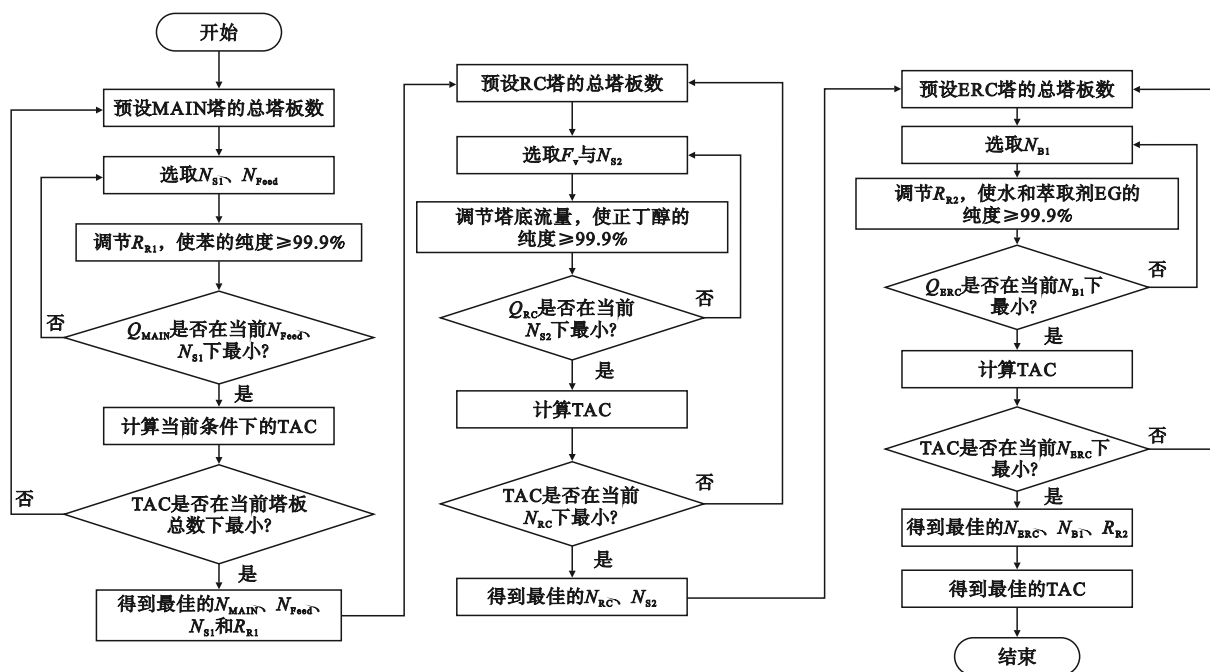 开始
预设MAIN塔的总塔板数
选取N_S1、N_Feed
调节R_R1，使苯的纯度≥99.9%
Q_MAIN是否在当前N_Feed、
N_S1下最小?
否
是
计算当前条件下的TAC
TAC是否在当前塔板
总数下最小?
否
是
得到最佳的N_MAIN、N_Feed、
N_S1和R_R1
预设RC塔的总塔板数
选取F_v与N_S2
调节塔底流量，使正丁醇的
纯度≥99.9%
Q_RC是否在当前
N_S2下最小?
否
是
计算TAC
TAC是否在当前
N_RC下最小?
否
是
得到最佳的N_RC、N_S2
预设ERC塔的总塔板数
选取N_B1
调节R_R2，使水和萃取剂EG的
纯度≥99.9%
Q_ERC是否在当前N_B1下
最小?
否
是
计算TAC
TAC是否在当前N_ERC下
最小?
否
是
得到最佳的N_ERC、N_B1、R_R2
得到最佳的TAC
结束